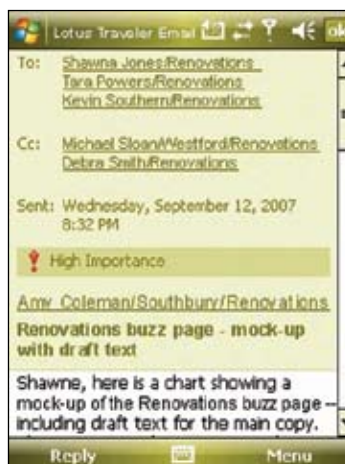 Lotus Traveler Email
ok
To: Shawna Jones/Renovations
Tara Powers/Renovations
Kevin Southern/Renovations
Cc: Michael Sloan/Westford/Renovations
Debra Smith/Renovations
Sent: Wednesday, September 12, 2007
8:32 PM
High Importance
Amy Coleman/Southbury/Renovations
Renovations buzz page - mock-up
with draft text
Shawne, here is a chart showing a
mock-up of the Renovations buzz page --
including draft text for the main copy.
Reply Menu